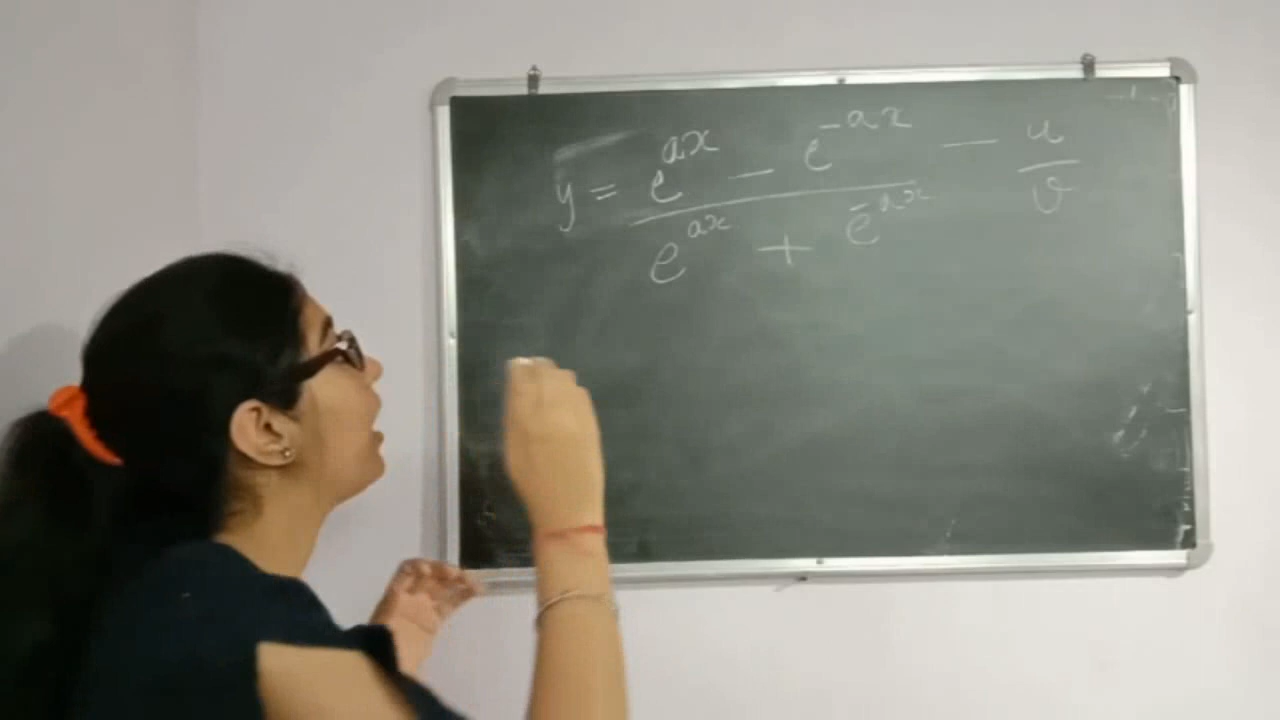 y = e^{ax} - e^{-ax} - u
e^{ax} + e^{-ax} v